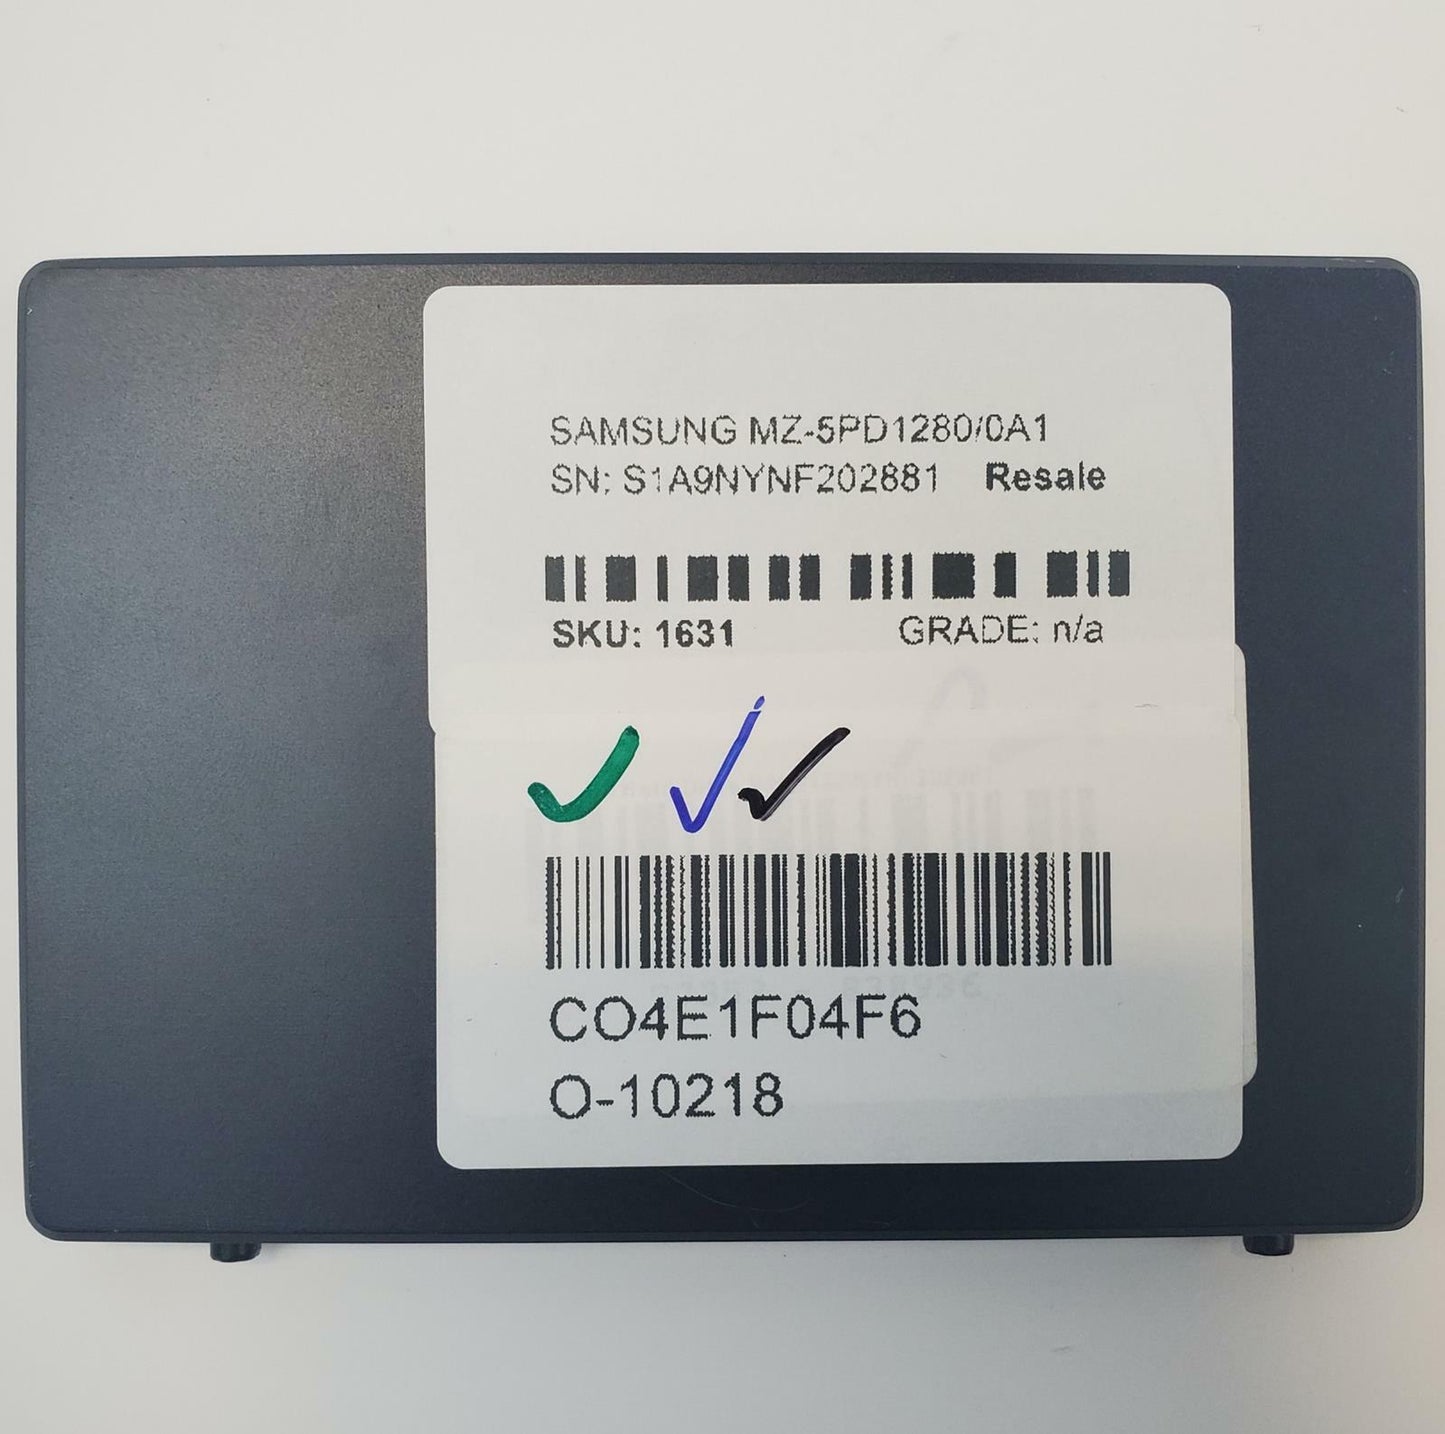 SAMSUNG MZ-5PD1280/0A1
SN: S1A9NYNF202881 Resale
SKU: 1631 GRADE: n/a
CO4E1F04F6
O-10218